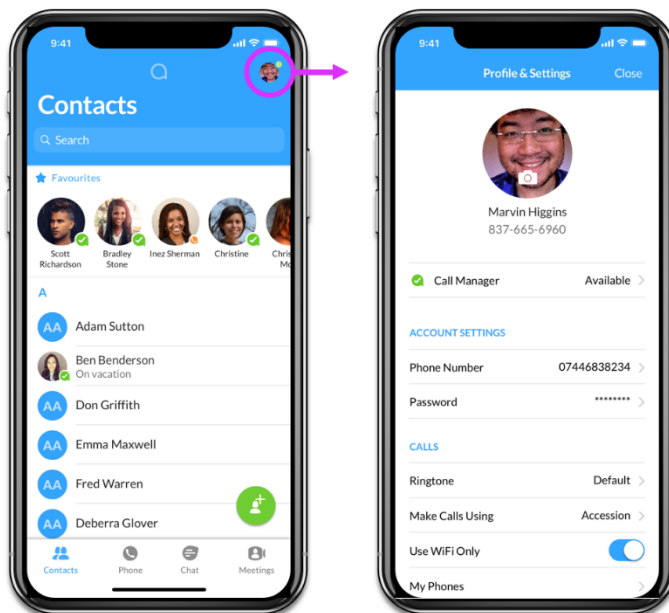 9:41
Contacts
Search
Favourites
Scott
Richardson
Bradley
Stone
Inez Sherman
Christine
Chris
Mo
A
AA Adam Sutton
Ben Benderson
On vacation
AA Don Griffith
AA Emma Maxwell
AA Fred Warren
AA Deberra Glover
Contacts Phone Chat Meetings
9:41
Profile & Settings Close
Marvin Higgins
837-665-6960
Call Manager Available
ACCOUNT SETTINGS
Phone Number 07446838234
Password ********
CALLS
Ringtone Default
Make Calls Using Accession
Use WiFi Only
My Phones